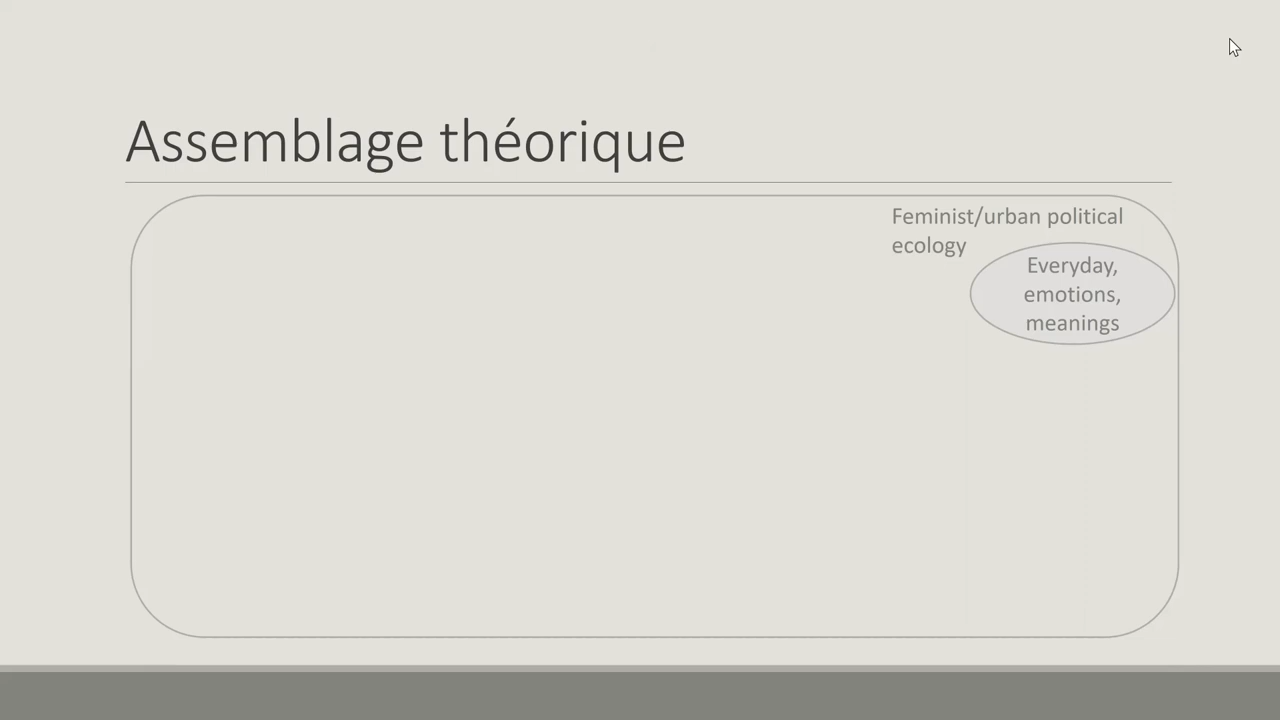 Assemblage théorique
Feminist/urban political
ecology
Everyday,
emotions,
meanings